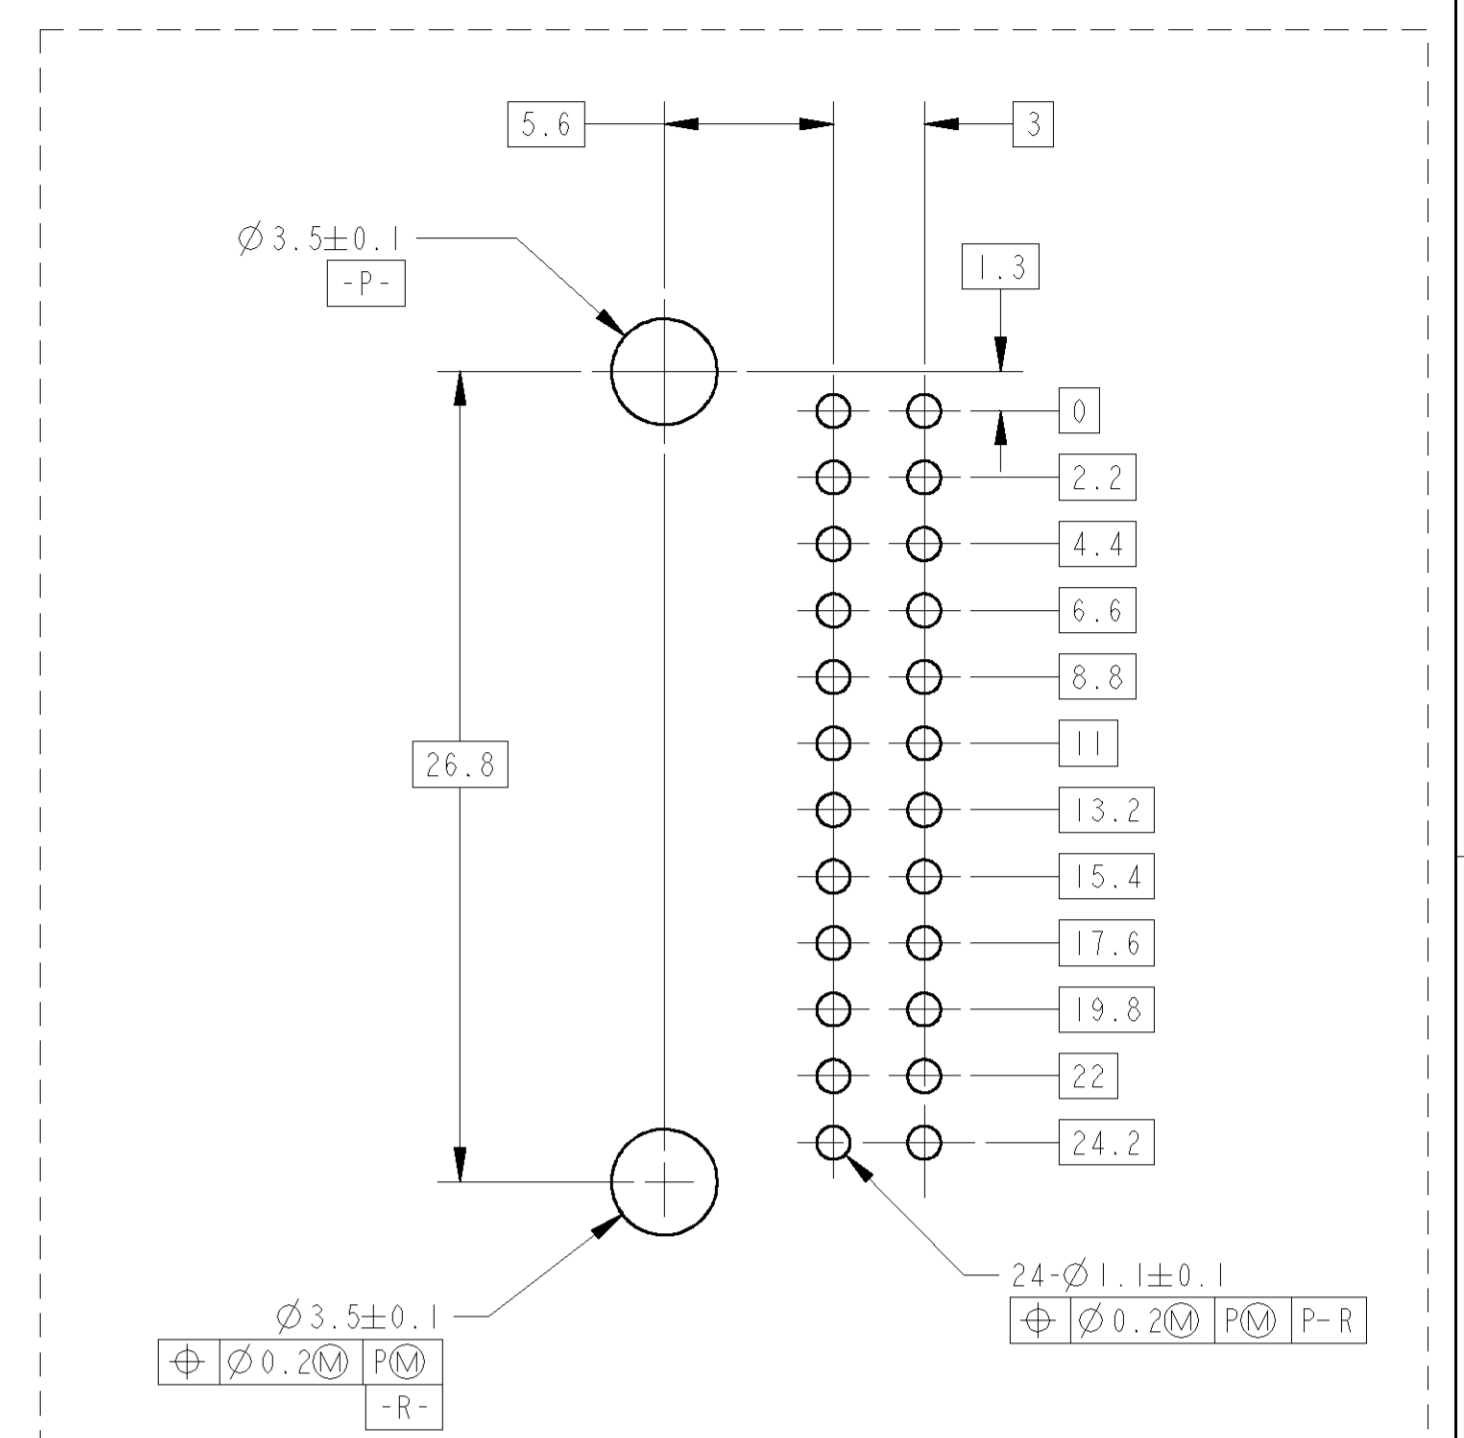 5.6
3
Ø3.5±0.1
-P-
1.3
0
2.2
4.4
6.6
8.8
11
26.8
13.2
15.4
17.6
19.8
22
24.2
24-Ø1.1±0.1
⌖ Ø0.2Ⓜ PⓂ P-R
Ø3.5±0.1
⌖ Ø0.2Ⓜ PⓂ
-R-